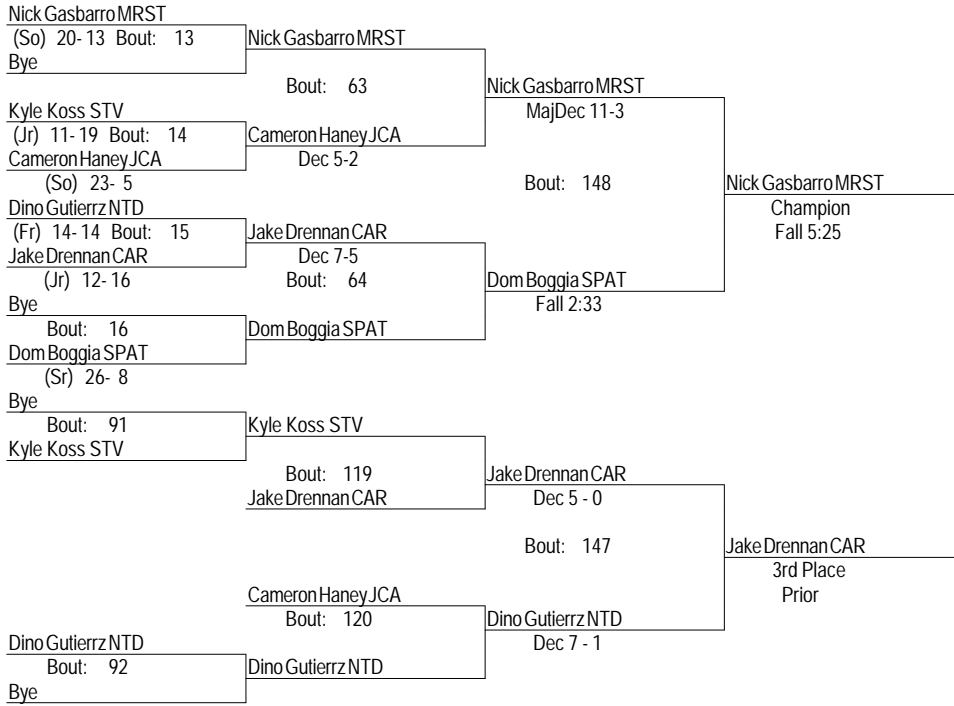 Nick Gasbarro MRST
(So) 20-13 Bout: 13
Bye
Kyle Koss STV
(Jr) 11-19 Bout: 14
Cameron Haney JCA
(So) 23-5
Dino Gutierrz NTD
(Fr) 14-14 Bout: 15
Jake Drennan CAR
(Jr) 12-16
Bye
Bout: 16
Dom Boggia SPAT
(Sr) 26-8
Bye
Bout: 91
Kyle Koss STV
Dino Gutierrz NTD
Bout: 92
Bye
Nick Gasbarro MRST
Bout: 63
Cameron Haney JCA
Dec 5-2
Jake Drennan CAR
Dec 7-5
Bout: 64
Dom Boggia SPAT
Kyle Koss STV
Bout: 119
Jake Drennan CAR
Cameron Haney JCA
Bout: 120
Dino Gutierrz NTD
Nick Gasbarro MRST
MajDec 11-3
Bout: 148
Dom Boggia SPAT
Fall 2:33
Jake Drennan CAR
Dec 5 - 0
Bout: 147
Dino Gutierrz NTD
Dec 7 - 1
Nick Gasbarro MRST
Champion
Fall 5:25
Jake Drennan CAR
3rd Place
Prior